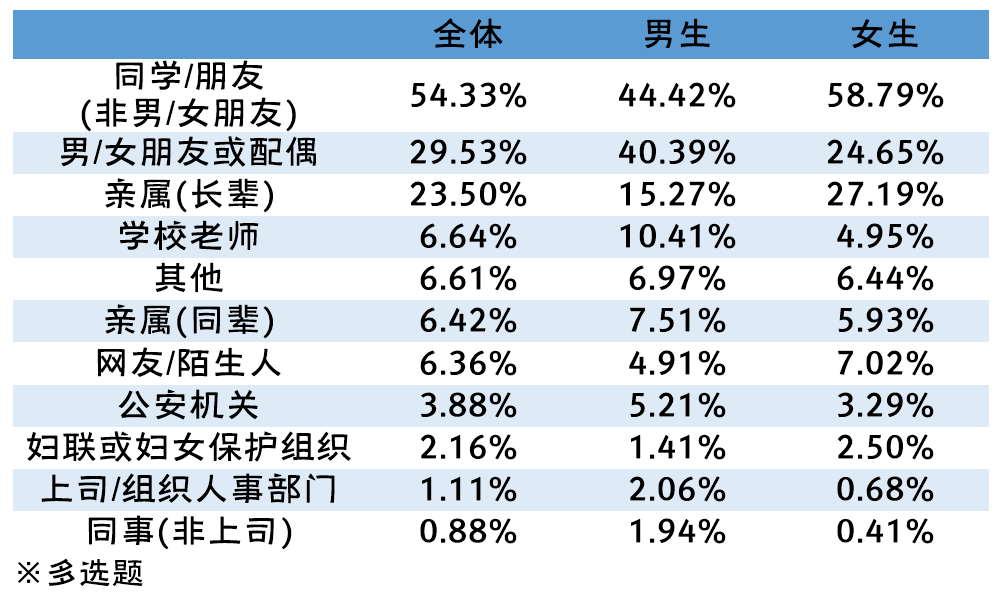 全体 男生 女生
同学/朋友
(非男/女朋友) 54.33% 44.42% 58.79%
男/女朋友或配偶 29.53% 40.39% 24.65%
亲属(长辈) 23.50% 15.27% 27.19%
学校老师 6.64% 10.41% 4.95%
其他 6.61% 6.97% 6.44%
亲属(同辈) 6.42% 7.51% 5.93%
网友/陌生人 6.36% 4.91% 7.02%
公安机关 3.88% 5.21% 3.29%
妇联或妇女保护组织 2.16% 1.41% 2.50%
上司/组织人事部门 1.11% 2.06% 0.68%
同事(非上司) 0.88% 1.94% 0.41%
※多选题